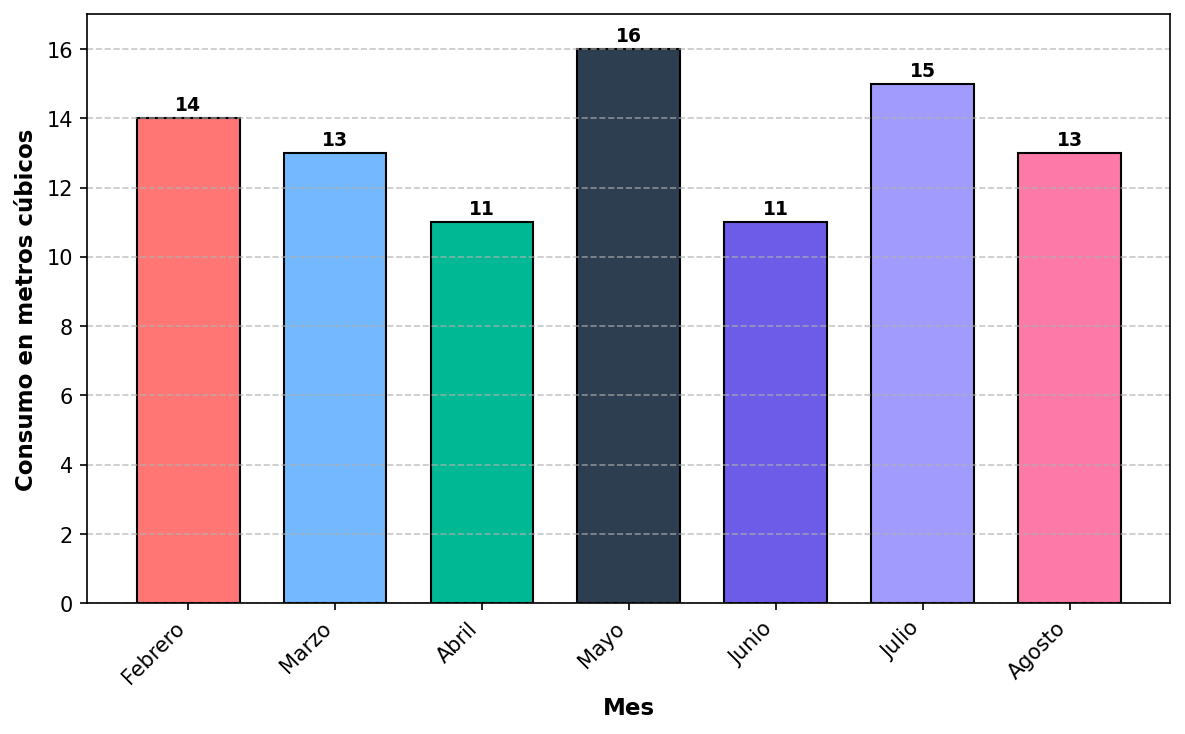 Consumo en metros cúbicos
16
14
12
10
8
6
4
2
0
14
13
11
16
11
15
13
Febrero
Marzo
Abril
Mayo
Junio
Julio
Agosto
Mes